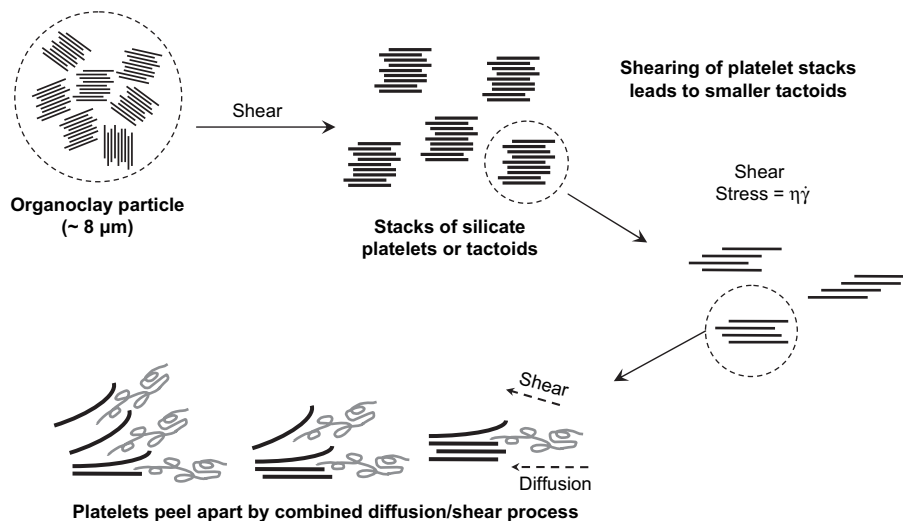 Shear
Organoclay particle
(~ 8 µm)
Stacks of silicate
platelets or tactoids
Shearing of platelet stacks
leads to smaller tactoids
Shear
Stress = ηγ̇
Shear
Diffusion
Platelets peel apart by combined diffusion/shear process